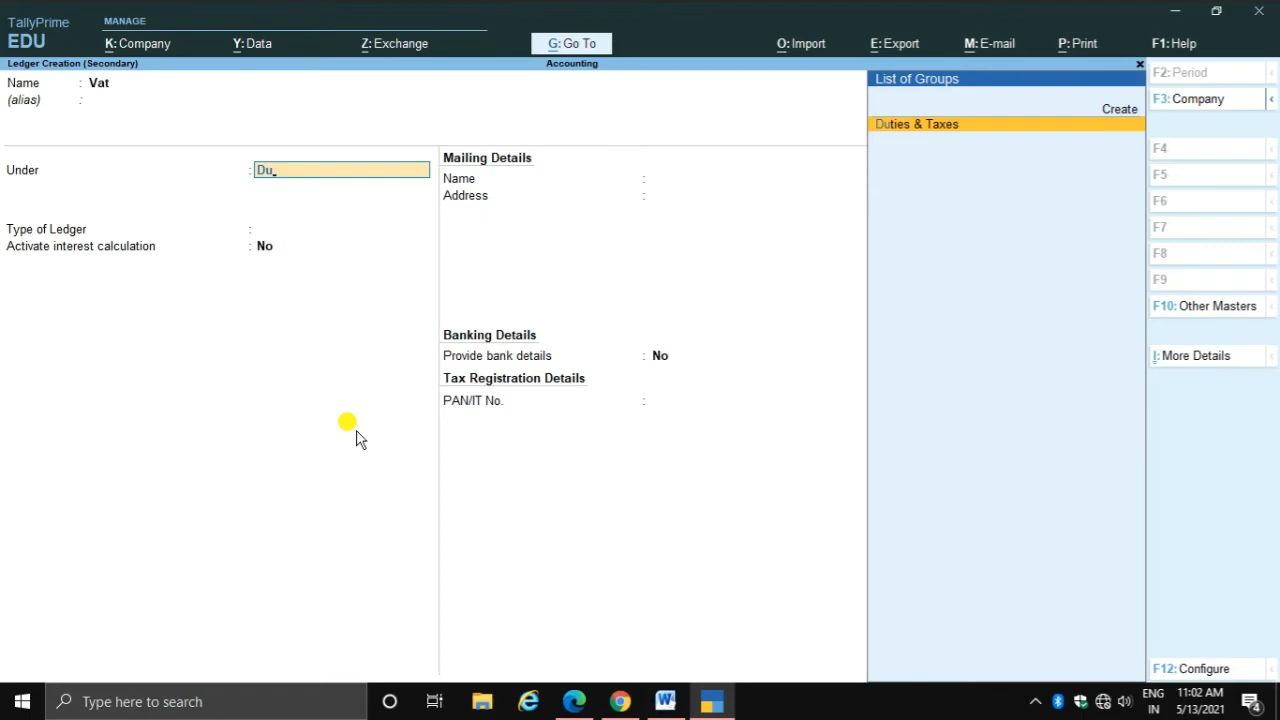 TallyPrime
EDU
MANAGE
K: Company
Y: Data
Z: Exchange
G: Go To
O: Import
E: Export
M: E-mail
P: Print
F1: Help
Ledger Creation (Secondary)
Accounting
Name : Vat
(alias) :
Under : Du
Type of Ledger :
Activate interest calculation : No
Mailing Details
Name :
Address :
Banking Details
Provide bank details : No
Tax Registration Details
PAN/IT No. :
List of Groups
Create
Duties & Taxes
F2: Period
F3: Company
F4
F5
F6
F7
F8
F9
F10: Other Masters
I: More Details
F12: Configure
Type here to search
ENG
IN
11:02 AM
5/13/2021
4